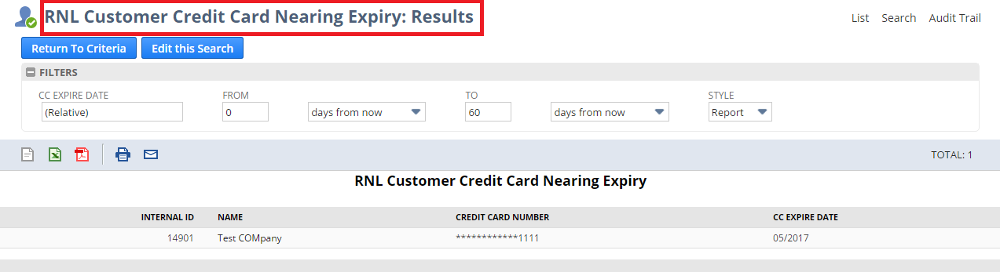 RNL Customer Credit Card Nearing Expiry: Results
List Search Audit Trail
Return To Criteria Edit this Search
FILTERS
CC EXPIRE DATE FROM TO STYLE
(Relative) 0 days from now 60 days from now Report
TOTAL: 1
RNL Customer Credit Card Nearing Expiry
INTERNAL ID NAME CREDIT CARD NUMBER CC EXPIRE DATE
14901 Test COMpany ************1111 05/2017